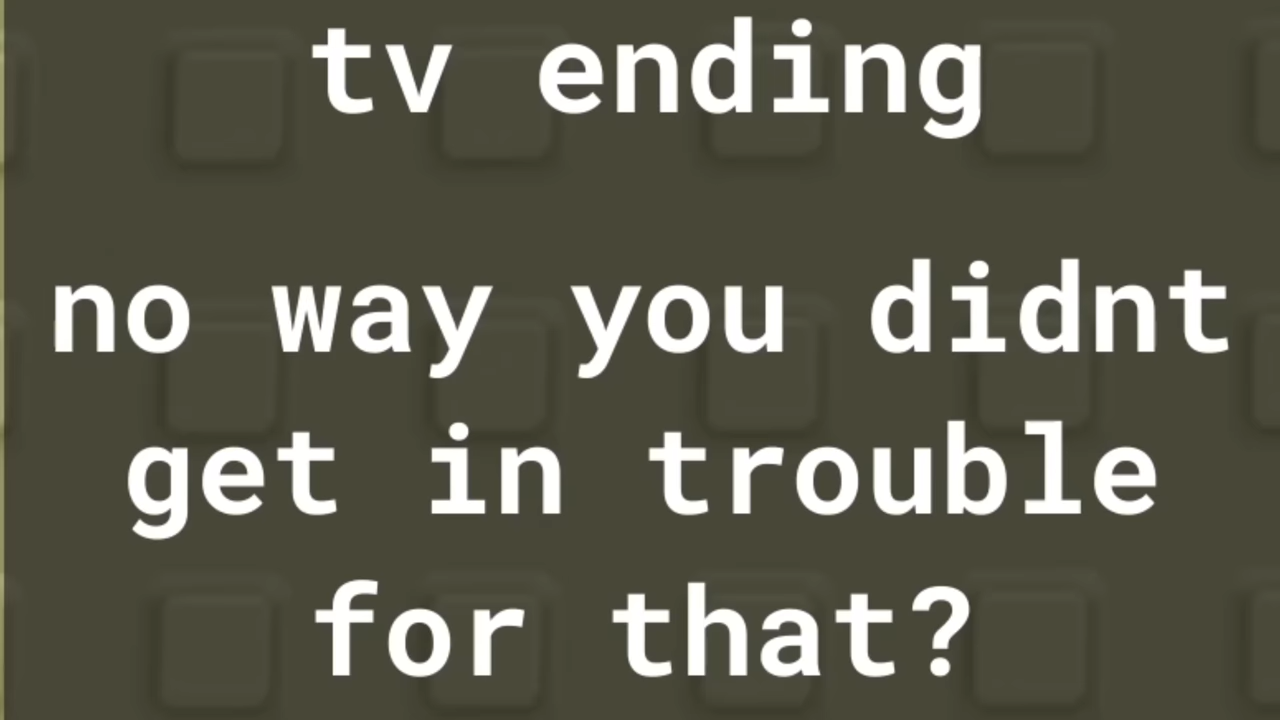 tv ending
no way you didnt
get in trouble
for that?